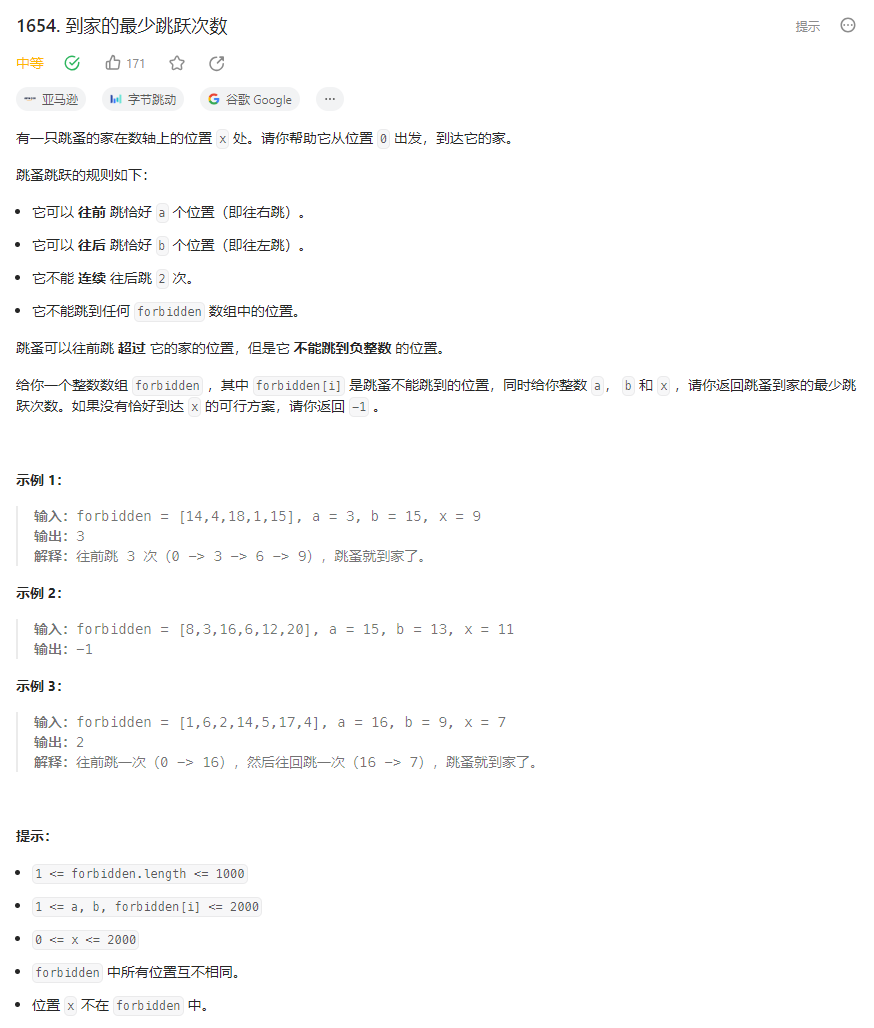 1654. 到家的最少跳跃次数
提示
中等
171
亚马逊
字节跳动
谷歌 Google
有一只跳蚤的家在数轴上的位置 x 处。请你帮助它从位置 0 出发，到达它的家。
跳蚤跳跃的规则如下：
它可以 往前 跳恰好 a 个位置（即往右跳）。
它可以 往后 跳恰好 b 个位置（即往左跳）。
它不能 连续 往后跳 2 次。
它不能跳到任何 forbidden 数组中的位置。
跳蚤可以往前跳 超过 它的家的位置，但是它 不能跳到负整数 的位置。
给你一个整数数组 forbidden ，其中 forbidden[i] 是跳蚤不能跳到的位置，同时给你整数 a， b 和 x ，请你返回跳蚤到家的最少跳
跃次数。如果没有恰好到达 x 的可行方案，请你返回 -1 。
示例 1：
输入：forbidden = [14,4,18,1,15], a = 3, b = 15, x = 9
输出：3
解释：往前跳 3 次（0 -> 3 -> 6 -> 9），跳蚤就到家了。
示例 2：
输入：forbidden = [8,3,16,6,12,20], a = 15, b = 13, x = 11
输出：-1
示例 3：
输入：forbidden = [1,6,2,14,5,17,4], a = 16, b = 9, x = 7
输出：2
解释：往前跳一次（0 -> 16），然后往回跳一次（16 -> 7），跳蚤就到家了。
提示：
1 <= forbidden.length <= 1000
1 <= a, b, forbidden[i] <= 2000
0 <= x <= 2000
forbidden 中所有位置互不相同。
位置 x 不在 forbidden 中。